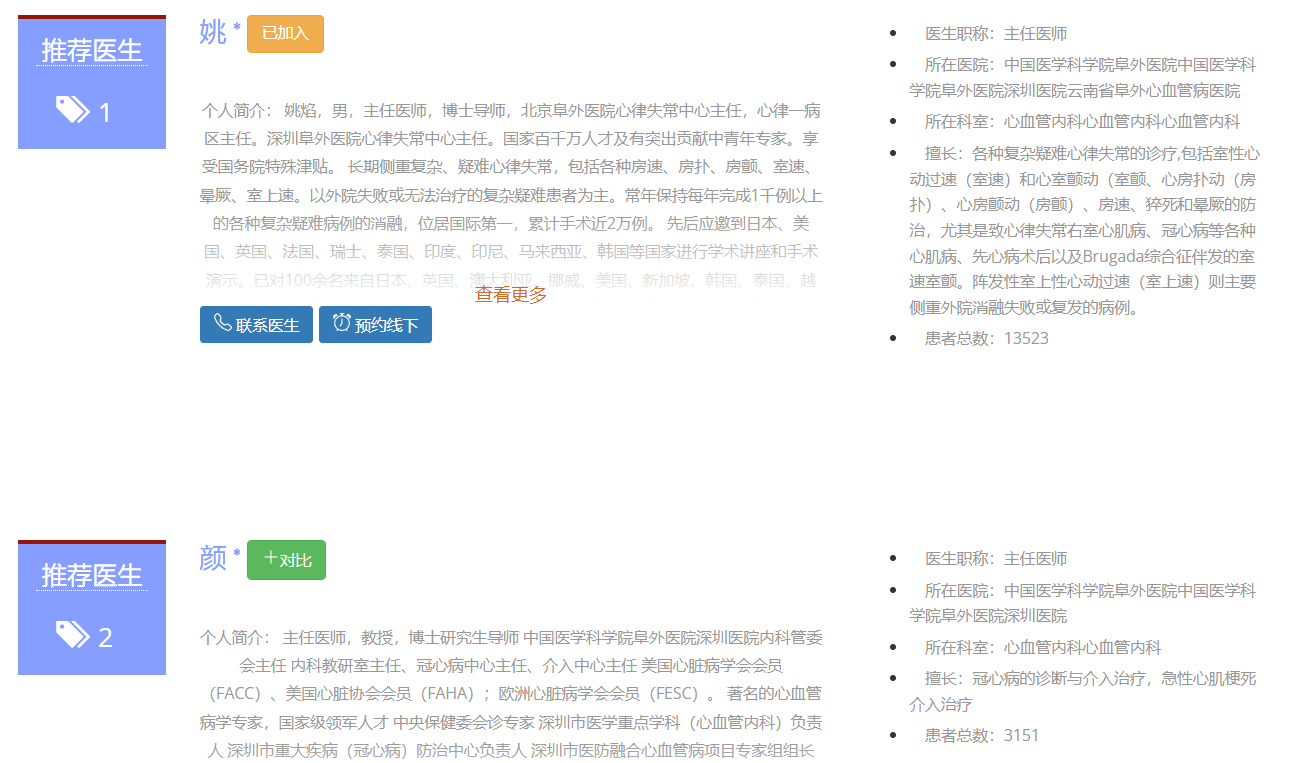 推荐医生
1
姚 * 已加入
个人简介： 姚焰，男，主任医师，博士导师，北京阜外医院心律失常中心主任，心律一病
区主任。深圳阜外医院心律失常中心主任。国家百千万人才及有突出贡献中青年专家。享
受国务院特殊津贴。 长期侧重复杂、疑难心律失常，包括各种房速、房扑、房颤、室速、
晕厥、室上速。以外院失败或无法治疗的复杂疑难患者为主。常年保持每年完成1千例以上
的各种复杂疑难病例的消融，位居国际第一，累计手术近2万例。 先后应邀到日本、美
国、英国、法国、瑞士、泰国、印度、印尼、马来西亚、韩国等国家进行学术讲座和手术
演示。已对100余名来自日本、英国、澳大利亚、挪威、美国、新加坡、韩国、泰国、越
查看更多
联系医生 预约线下
医生职称：主任医师
所在医院：中国医学科学院阜外医院中国医学科
学院阜外医院深圳医院云南省阜外心血管病医院
所在科室：心血管内科心血管内科心血管内科
擅长：各种复杂疑难心律失常的诊疗,包括室性心
动过速（室速）和心室颤动（室颤、心房扑动（房
扑）、心房颤动（房颤）、房速、猝死和晕厥的防
治，尤其是致心律失常右室心肌病、冠心病等各种
心肌病、先心病术后以及Brugada综合征伴发的室
速室颤。阵发性室上性心动过速（室上速）则主要
侧重外院消融失败或复发的病例。
患者总数：13523
推荐医生
2
颜 * +对比
个人简介： 主任医师，教授，博士研究生导师 中国医学科学院阜外医院深圳医院内科管委
会主任 内科教研室主任、冠心病中心主任、介入中心主任 美国心脏病学会会员
（FACC）、美国心脏协会会员（FAHA）；欧洲心脏病学会会员（FESC）。 著名的心血管
病学专家，国家级领军人才 中央保健委会诊专家 深圳市医学重点学科（心血管内科）负责
人 深圳市重大疾病（冠心病）防治中心负责人 深圳市医防融合心血管病项目专家组组长
医生职称：主任医师
所在医院：中国医学科学院阜外医院中国医学科
学院阜外医院深圳医院
所在科室：心血管内科心血管内科
擅长：冠心病的诊断与介入治疗，急性心肌梗死
介入治疗
患者总数：3151